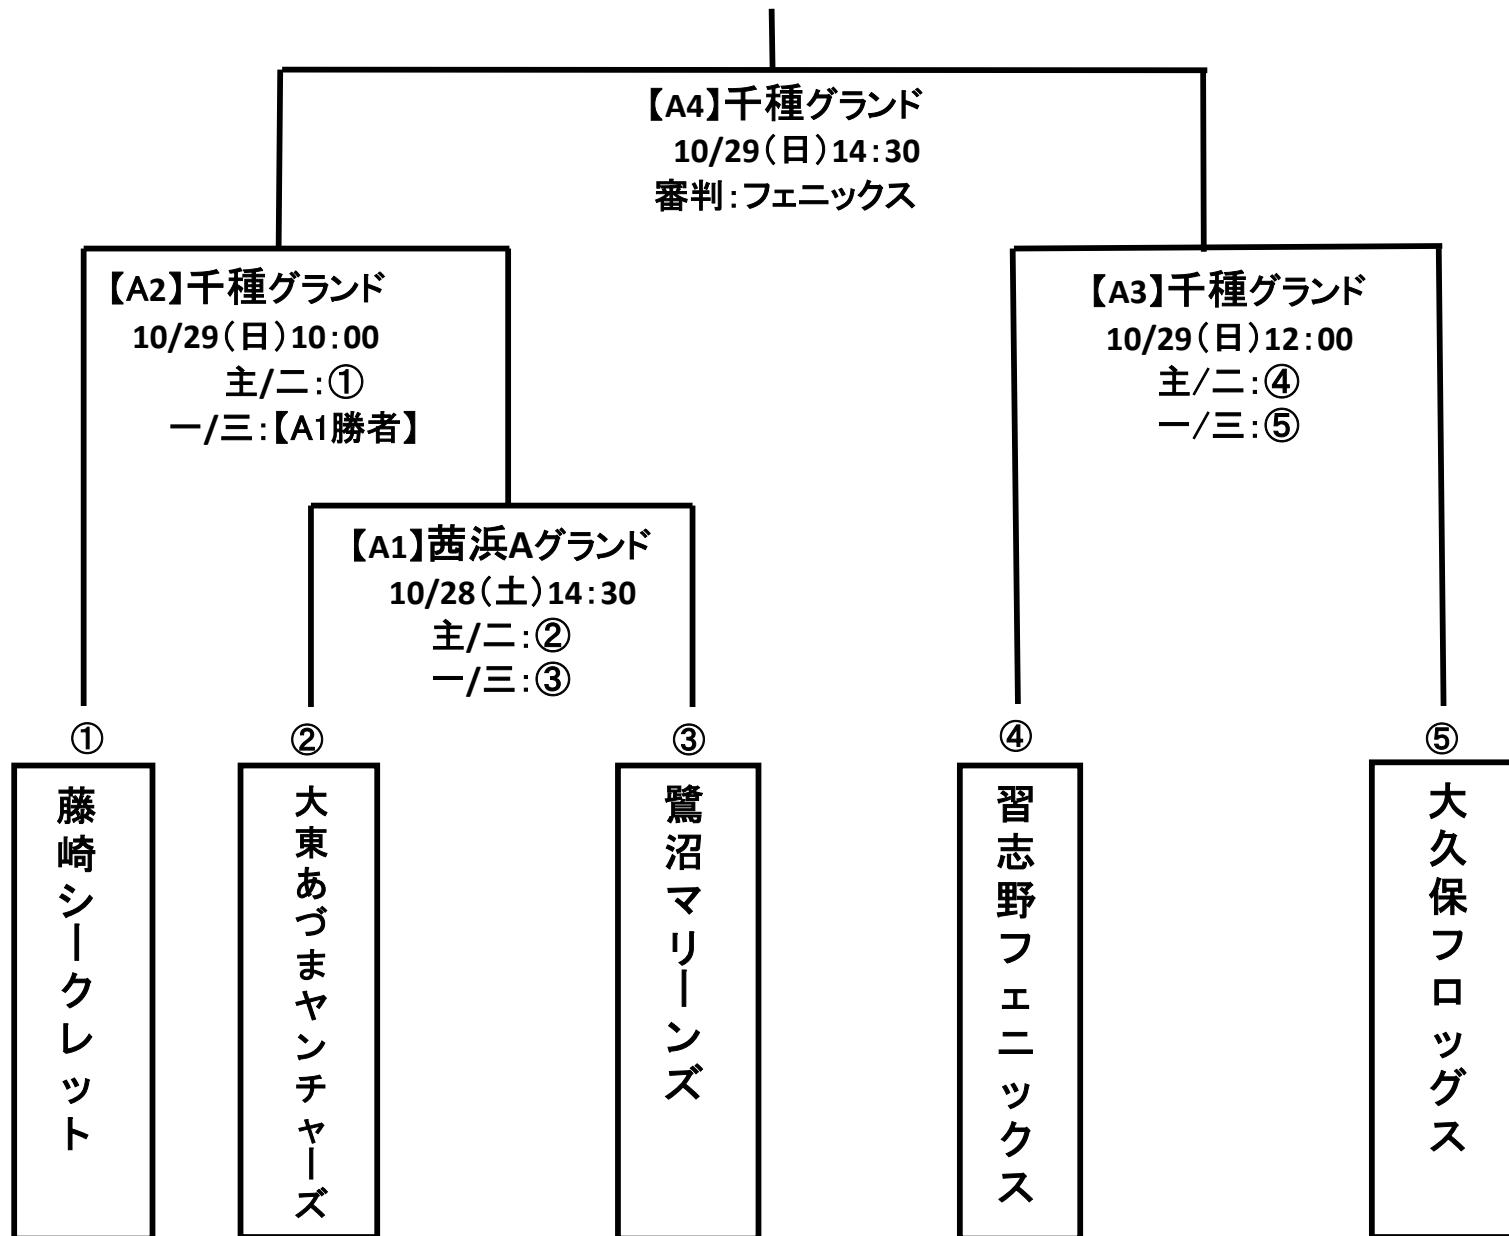 【A4】千種グランド
10/29(日)14:30
審判:フェニックス
【A2】千種グランド
10/29(日)10:00
主/二:①
一/三:【A1勝者】
【A3】千種グランド
10/29(日)12:00
主/二:④
一/三:⑤
【A1】茜浜Aグランド
10/28(土)14:30
主/二:②
一/三:③
①
②
③
④
⑤
藤崎シークレット
大東あづまヤンチャーズ
鷺沼マリーンズ
習志野フェニックス
大久保フロッグス